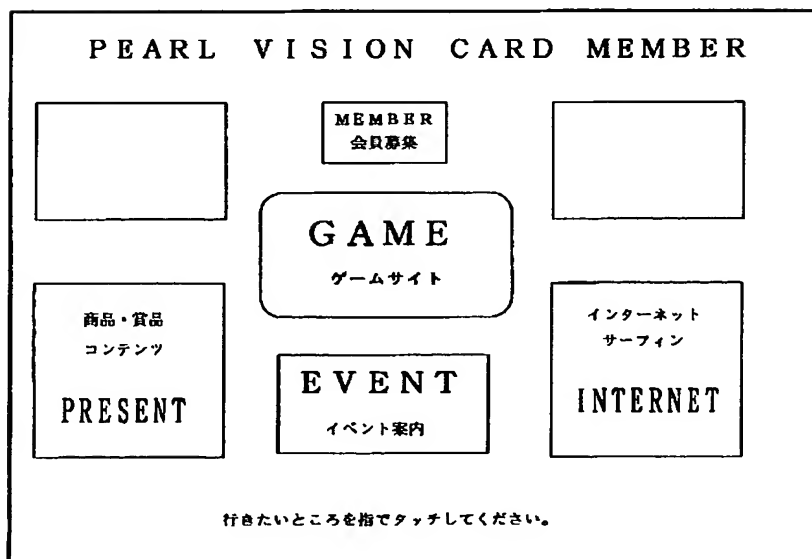 PEARL VISION CARD MEMBER
MEMBER
会員募集
GAME
ゲームサイト
商品・賞品
コンテンツ
PRESENT
EVENT
イベント案内
インターネット
サーフィン
INTERNET
行きたいところを指でタッチしてください。